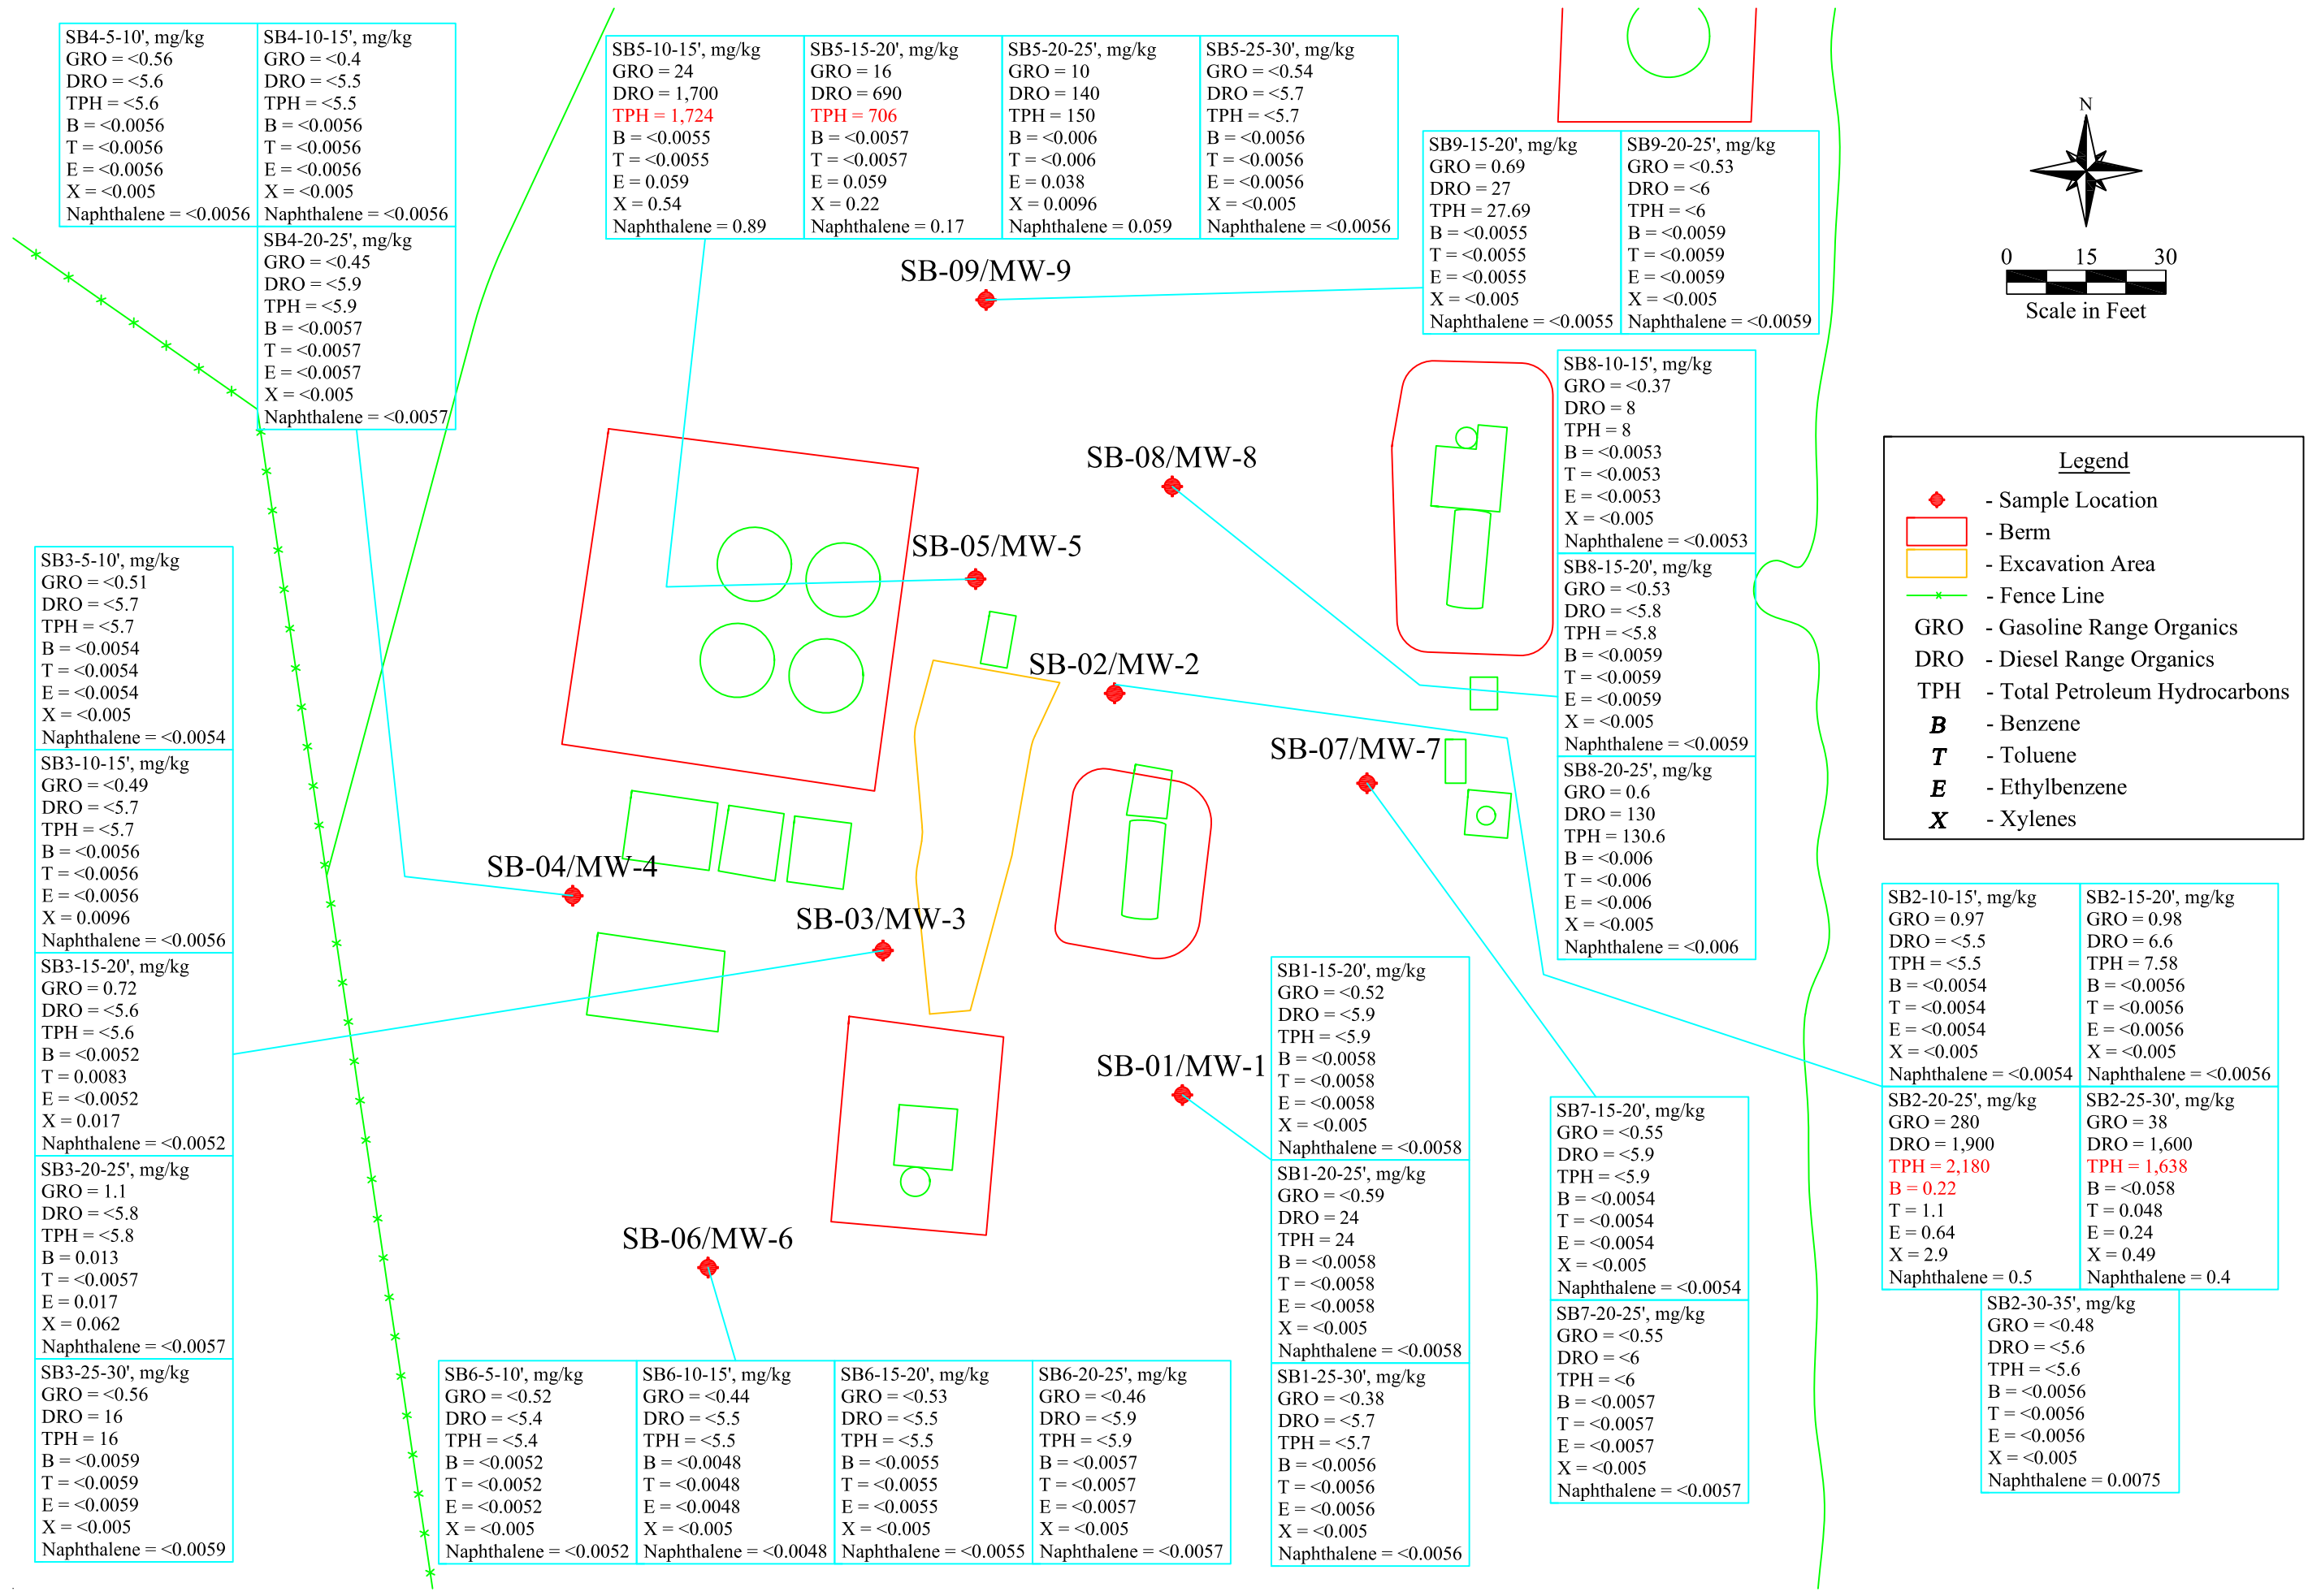 SB4-5-10', mg/kg
GRO = <0.56
DRO = <5.6
TPH = <5.6
B = <0.0056
T = <0.0056
E = <0.0056
X = <0.005
Naphthalene = <0.0056
SB4-10-15', mg/kg
GRO = <0.4
DRO = <5.5
TPH = <5.5
B = <0.0056
T = <0.0056
E = <0.0056
X = <0.005
Naphthalene = <0.0056
SB4-20-25', mg/kg
GRO = <0.45
DRO = <5.9
TPH = <5.9
B = <0.0057
T = <0.0057
E = <0.0057
X = <0.005
Naphthalene = <0.0057
SB5-10-15', mg/kg
GRO = 24
DRO = 1,700
TPH = 1,724
B = <0.0055
T = <0.0055
E = 0.059
X = 0.54
Naphthalene = 0.89
SB5-15-20', mg/kg
GRO = 16
DRO = 690
TPH = 706
B = <0.0057
T = <0.0057
E = 0.059
X = 0.22
Naphthalene = 0.17
SB5-20-25', mg/kg
GRO = 10
DRO = 140
TPH = 150
B = <0.006
T = <0.006
E = 0.038
X = 0.0096
Naphthalene = 0.059
SB5-25-30', mg/kg
GRO = <0.54
DRO = <5.7
TPH = <5.7
B = <0.0056
T = <0.0056
E = <0.0056
X = <0.005
Naphthalene = <0.0056
SB9-15-20', mg/kg
GRO = 0.69
DRO = 27
TPH = 27.69
B = <0.0055
T = <0.0055
E = <0.0055
X = <0.005
Naphthalene = <0.0055
SB9-20-25', mg/kg
GRO = <0.53
DRO = <6
TPH = <6
B = <0.0059
T = <0.0059
E = <0.0059
X = <0.005
Naphthalene = <0.0059
N
0 15 30
Scale in Feet
SB-09/MW-9
SB-08/MW-8
SB-05/MW-5
SB-02/MW-2
SB-07/MW-7
SB-04/MW-4
SB-03/MW-3
SB-01/MW-1
SB-06/MW-6
SB8-10-15', mg/kg
GRO = <0.37
DRO = 8
TPH = 8
B = <0.0053
T = <0.0053
E = <0.0053
X = <0.005
Naphthalene = <0.0053
SB8-15-20', mg/kg
GRO = <0.53
DRO = <5.8
TPH = <5.8
B = <0.0059
T = <0.0059
E = <0.0059
X = <0.005
Naphthalene = <0.0059
SB8-20-25', mg/kg
GRO = 0.6
DRO = 130
TPH = 130.6
B = <0.006
T = <0.006
E = <0.006
X = <0.005
Naphthalene = <0.006
Legend
- Sample Location
- Berm
- Excavation Area
- Fence Line
GRO - Gasoline Range Organics
DRO - Diesel Range Organics
TPH - Total Petroleum Hydrocarbons
B - Benzene
T - Toluene
E - Ethylbenzene
X - Xylenes
SB3-5-10', mg/kg
GRO = <0.51
DRO = <5.7
TPH = <5.7
B = <0.0054
T = <0.0054
E = <0.0054
X = <0.005
Naphthalene = <0.0054
SB3-10-15', mg/kg
GRO = <0.49
DRO = <5.7
TPH = <5.7
B = <0.0056
T = <0.0056
E = <0.0056
X = 0.0096
Naphthalene = <0.0056
SB3-15-20', mg/kg
GRO = 0.72
DRO = <5.6
TPH = <5.6
B = <0.0052
T = 0.0083
E = <0.0052
X = 0.017
Naphthalene = <0.0052
SB3-20-25', mg/kg
GRO = 1.1
DRO = <5.8
TPH = <5.8
B = 0.013
T = <0.0057
E = 0.017
X = 0.062
Naphthalene = <0.0057
SB3-25-30', mg/kg
GRO = <0.56
DRO = 16
TPH = 16
B = <0.0059
T = <0.0059
E = <0.0059
X = <0.005
Naphthalene = <0.0059
SB6-5-10', mg/kg
GRO = <0.52
DRO = <5.4
TPH = <5.4
B = <0.0052
T = <0.0052
E = <0.0052
X = <0.005
Naphthalene = <0.0052
SB6-10-15', mg/kg
GRO = <0.44
DRO = <5.5
TPH = <5.5
B = <0.0048
T = <0.0048
E = <0.0048
X = <0.005
Naphthalene = <0.0048
SB6-15-20', mg/kg
GRO = <0.53
DRO = <5.5
TPH = <5.5
B = <0.0055
T = <0.0055
E = <0.0055
X = <0.005
Naphthalene = <0.0055
SB6-20-25', mg/kg
GRO = <0.46
DRO = <5.9
TPH = <5.9
B = <0.0057
T = <0.0057
E = <0.0057
X = <0.005
Naphthalene = <0.0057
SB1-15-20', mg/kg
GRO = <0.52
DRO = <5.9
TPH = <5.9
B = <0.0058
T = <0.0058
E = <0.0058
X = <0.005
Naphthalene = <0.0058
SB1-20-25', mg/kg
GRO = <0.59
DRO = 24
TPH = 24
B = <0.0058
T = <0.0058
E = <0.0058
X = <0.005
Naphthalene = <0.0058
SB1-25-30', mg/kg
GRO = <0.38
DRO = <5.7
TPH = <5.7
B = <0.0056
T = <0.0056
E = <0.0056
X = <0.005
Naphthalene = <0.0056
SB7-15-20', mg/kg
GRO = <0.55
DRO = <5.9
TPH = <5.9
B = <0.0054
T = <0.0054
E = <0.0054
X = <0.005
Naphthalene = <0.0054
SB7-20-25', mg/kg
GRO = <0.55
DRO = <6
TPH = <6
B = <0.0057
T = <0.0057
E = <0.0057
X = <0.005
Naphthalene = <0.0057
SB2-10-15', mg/kg
GRO = 0.97
DRO = <5.5
TPH = <5.5
B = <0.0054
T = <0.0054
E = <0.0054
X = <0.005
Naphthalene = <0.0054
SB2-15-20', mg/kg
GRO = 0.98
DRO = 6.6
TPH = 7.58
B = <0.0056
T = <0.0056
E = <0.0056
X = <0.005
Naphthalene = <0.0056
SB2-20-25', mg/kg
GRO = 280
DRO = 1,900
TPH = 2,180
B = 0.22
T = 1.1
E = 0.64
X = 2.9
Naphthalene = 0.5
SB2-25-30', mg/kg
GRO = 38
DRO = 1,600
TPH = 1,638
B = <0.058
T = 0.048
E = 0.24
X = 0.49
Naphthalene = 0.4
SB2-30-35', mg/kg
GRO = <0.48
DRO = <5.6
TPH = <5.6
B = <0.0056
T = <0.0056
E = <0.0056
X = <0.005
Naphthalene = 0.0075